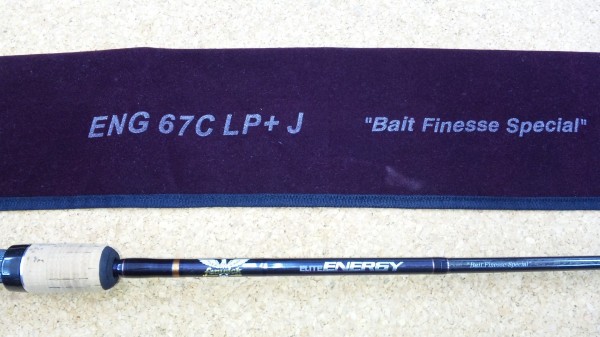 ENG 67C LP+ J "Bait Finesse Special"
ELITE ENERGY "Bait Finesse Special"